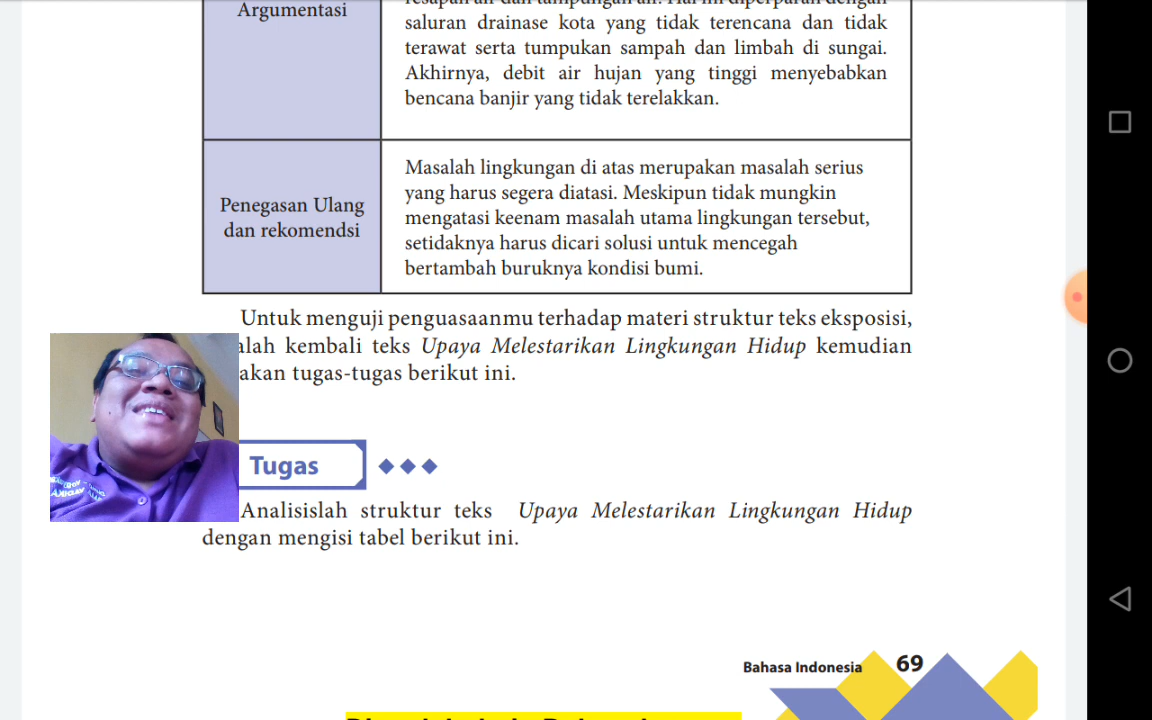 Argumentasi
saluran drainase kota yang tidak terencana dan tidak
terawat serta tumpukan sampah dan limbah di sungai.
Akhirnya, debit air hujan yang tinggi menyebabkan
bencana banjir yang tidak terelakkan.
Penegasan Ulang
dan rekomendsi
Masalah lingkungan di atas merupakan masalah serius
yang harus segera diatasi. Meskipun tidak mungkin
mengatasi keenam masalah utama lingkungan tersebut,
setidaknya harus dicari solusi untuk mencegah
bertambah buruknya kondisi bumi.
Untuk menguji penguasaanmu terhadap materi struktur teks eksposisi,
alah kembali teks Upaya Melestarikan Lingkungan Hidup kemudian
akan tugas-tugas berikut ini.
Tugas
Analisislah struktur teks Upaya Melestarikan Lingkungan Hidup
dengan mengisi tabel berikut ini.
Bahasa Indonesia 69